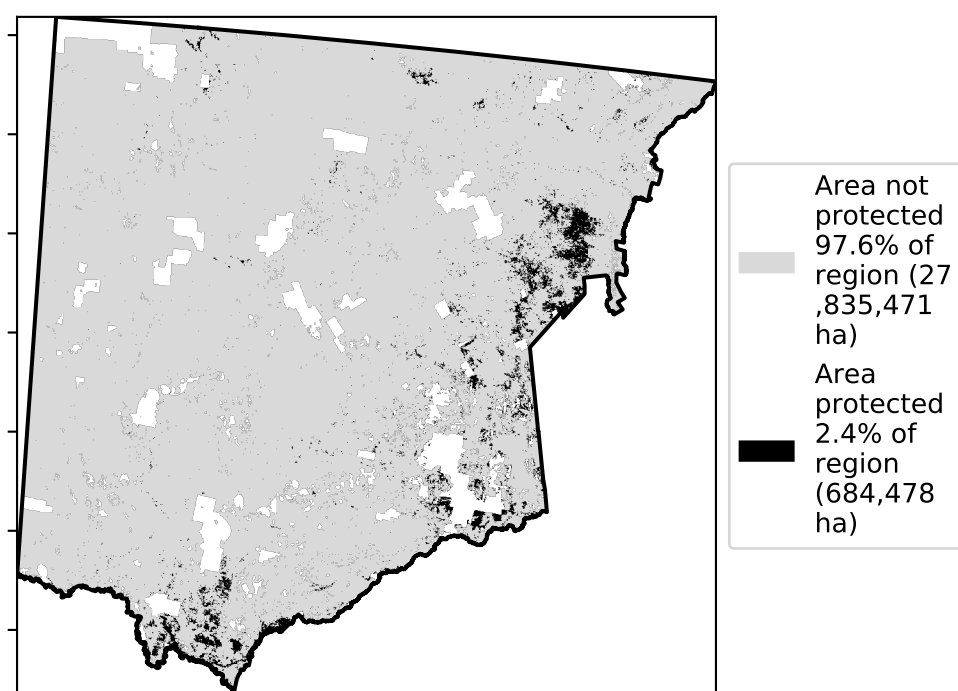 Area not
protected
97.6% of
region (27
,835,471
ha)
Area
protected
2.4% of
region
(684,478
ha)